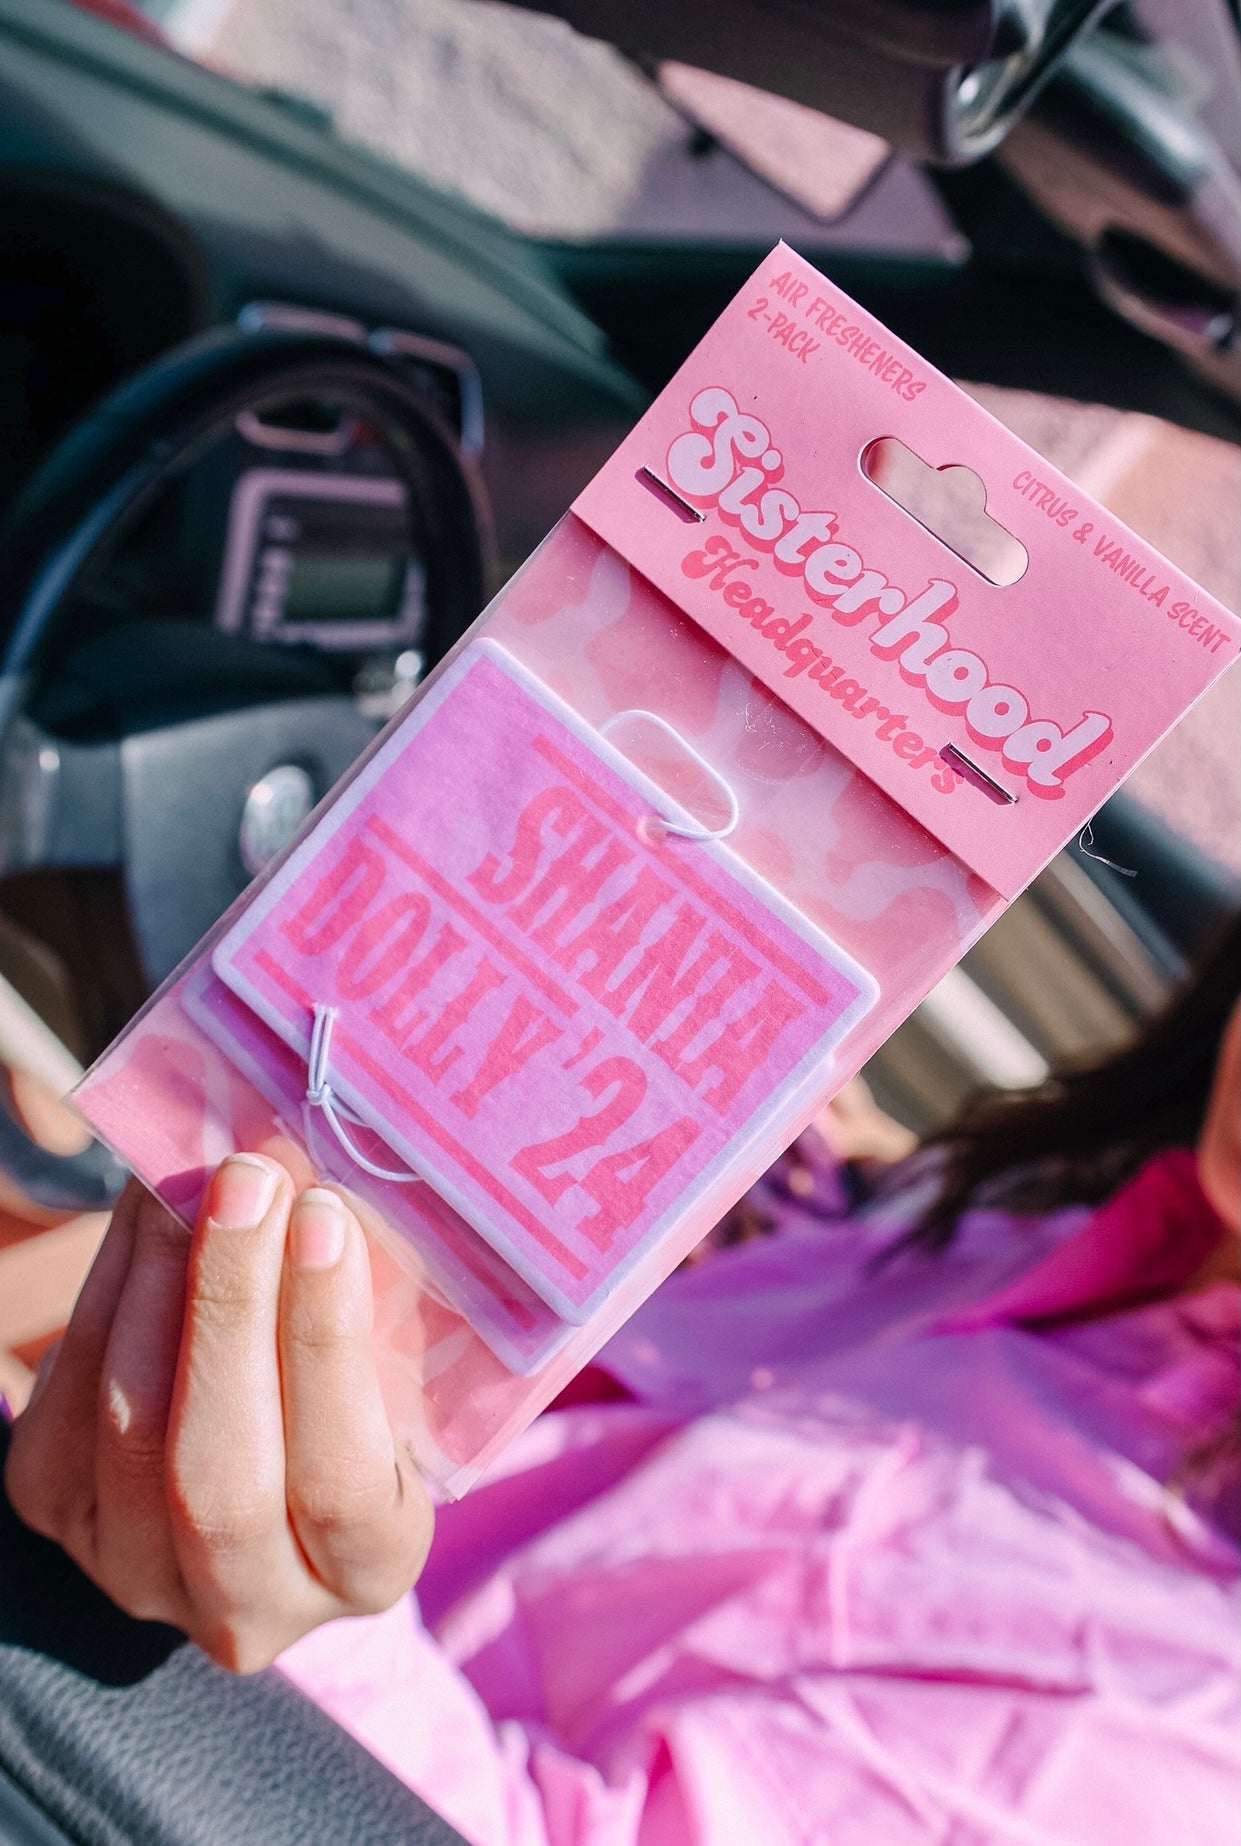 AIR FRESHENERS
2-PACK
CITRUS & VANILLA SCENT
Sisterhood
Headquarters
SHANIA
DOLLY '24